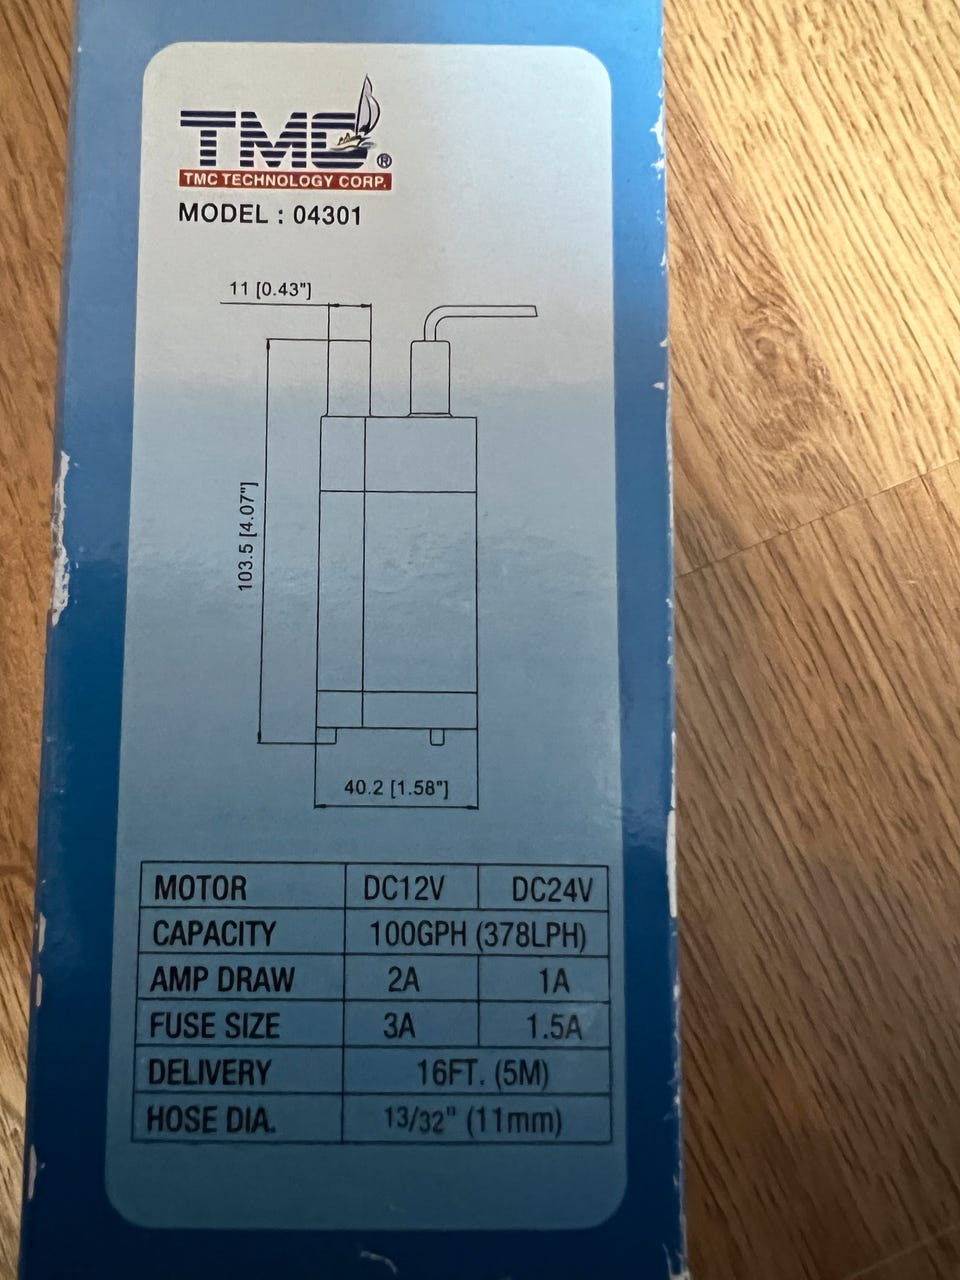 TMC®
TMC TECHNOLOGY CORP.
MODEL : 04301
11 [0.43"]
103.5 [4.07"]
40.2 [1.58"]
MOTOR DC12V DC24V
CAPACITY 100GPH (378LPH)
AMP DRAW 2A 1A
FUSE SIZE 3A 1.5A
DELIVERY 16FT. (5M)
HOSE DIA. 13/32" (11mm)